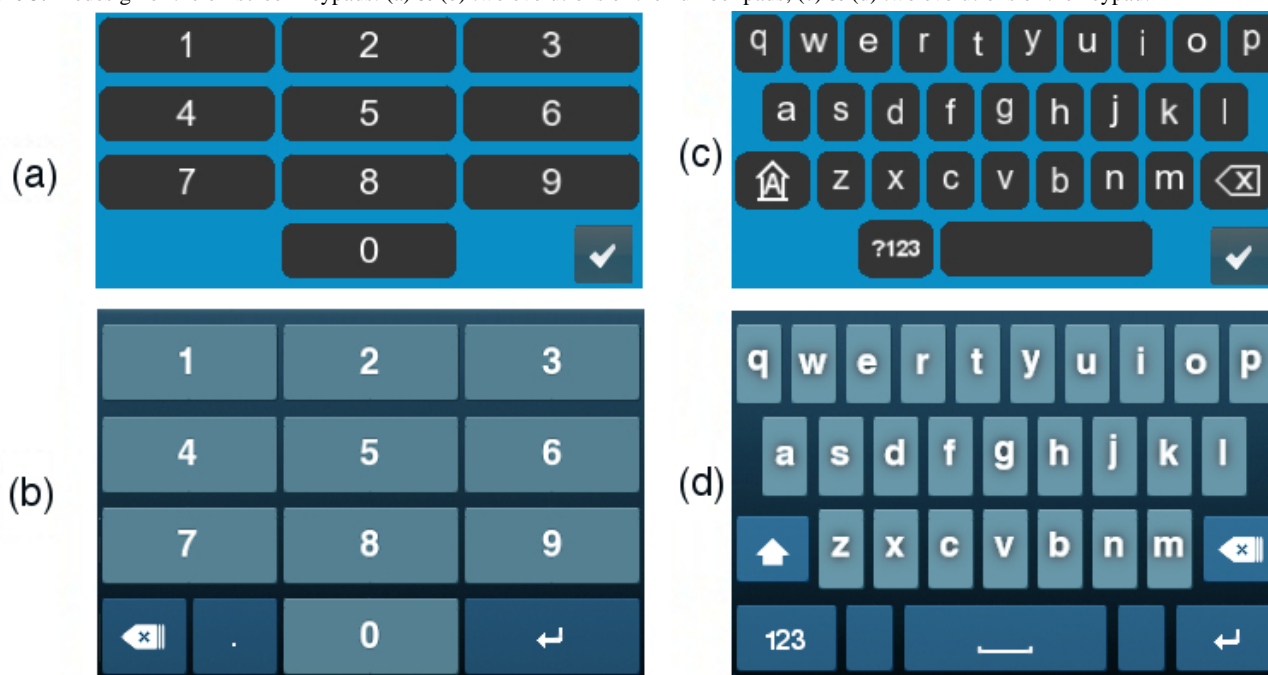 (a)
1 2 3
4 5 6
7 8 9
0
(c)
q w e r t y u i o p
a s d f g h j k l
A z x c v b n m x
?123
(b)
1 2 3
4 5 6
7 8 9
x . 0
(d)
q w e r t y u i o p
a s d f g h j k l
z x c v b n m x
123